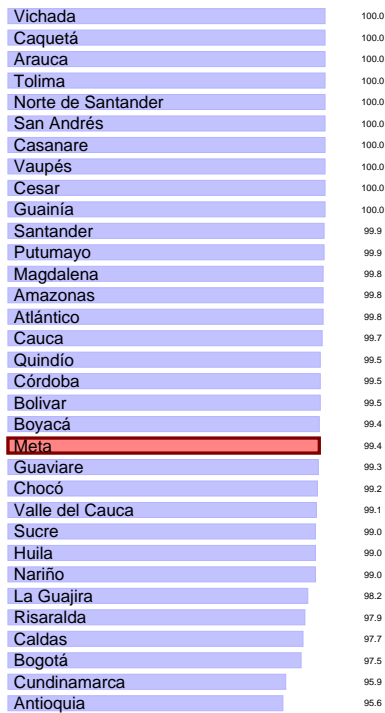 Vichada 100.0
Caquetá 100.0
Arauca 100.0
Tolima 100.0
Norte de Santander 100.0
San Andrés 100.0
Casanare 100.0
Vaupés 100.0
Cesar 100.0
Guainía 100.0
Santander 99.9
Putumayo 99.9
Magdalena 99.8
Amazonas 99.8
Atlántico 99.8
Cauca 99.7
Quindío 99.5
Córdoba 99.5
Bolivar 99.5
Boyacá 99.4
Meta 99.4
Guaviare 99.3
Chocó 99.2
Valle del Cauca 99.1
Sucre 99.0
Huila 99.0
Nariño 99.0
La Guajira 98.2
Risaralda 97.9
Caldas 97.7
Bogotá 97.5
Cundinamarca 95.9
Antioquia 95.6